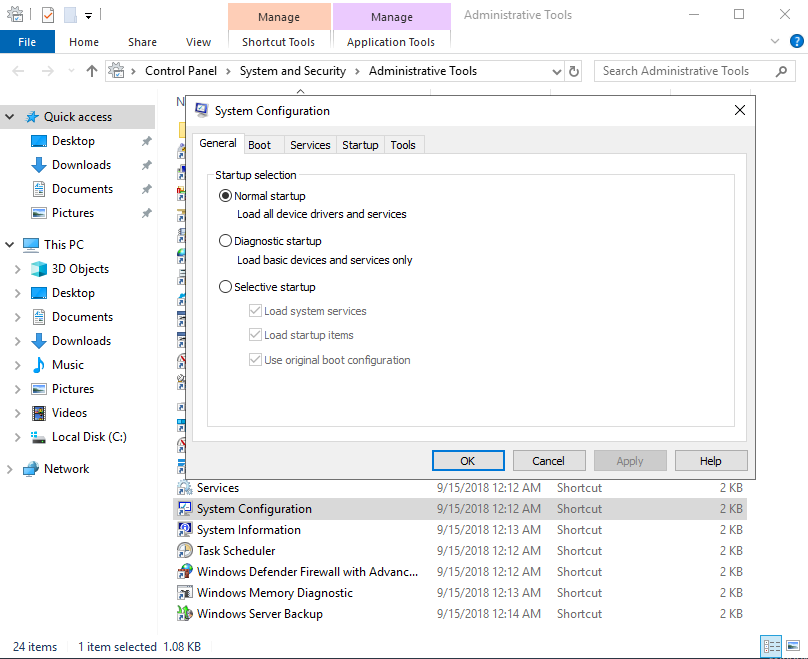 Manage Manage Administrative Tools
File Home Share View Shortcut Tools Application Tools
Control Panel System and Security Administrative Tools Search Administrative Tools
Quick access
Desktop
Downloads
Documents
Pictures
This PC
3D Objects
Desktop
Documents
Downloads
Music
Pictures
Videos
Local Disk (C:)
Network
System Configuration
General Boot Services Startup Tools
Startup selection
Normal startup
Load all device drivers and services
Diagnostic startup
Load basic devices and services only
Selective startup
Load system services
Load startup items
Use original boot configuration
OK Cancel Apply Help
Services 9/15/2018 12:12 AM Shortcut 2 KB
System Configuration 9/15/2018 12:12 AM Shortcut 2 KB
System Information 9/15/2018 12:13 AM Shortcut 2 KB
Task Scheduler 9/15/2018 12:12 AM Shortcut 2 KB
Windows Defender Firewall with Advanc... 9/15/2018 12:12 AM Shortcut 2 KB
Windows Memory Diagnostic 9/15/2018 12:13 AM Shortcut 2 KB
Windows Server Backup 9/15/2018 12:14 AM Shortcut 2 KB
24 items 1 item selected 1.08 KB